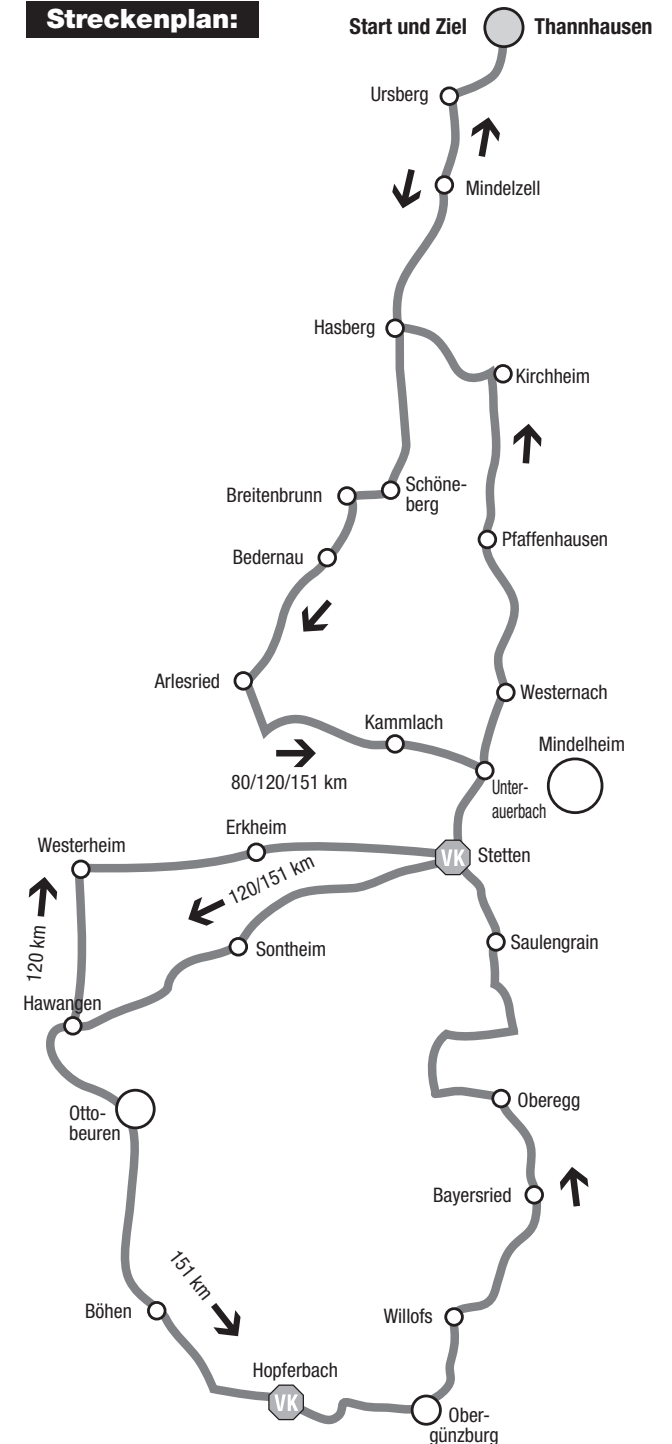 Streckenplan:
Start und Ziel
Thannhausen
Ursberg
Mindelzell
Hasberg
Kirchheim
Schöne-
berg
Breitenbrunn
Pfaffenhausen
Bedernau
Arlesried
Westernach
Kammlach
Mindelheim
80/120/151 km
Unter-
auerbach
Erkheim
Westerheim
VK
Stetten
120/151 km
120 km
Sontheim
Saulengrain
Hawangen
Otto-
beuren
Oberegg
Bayersried
151 km
Böhen
Willofs
Hopferbach
VK
Ober-
günzburg